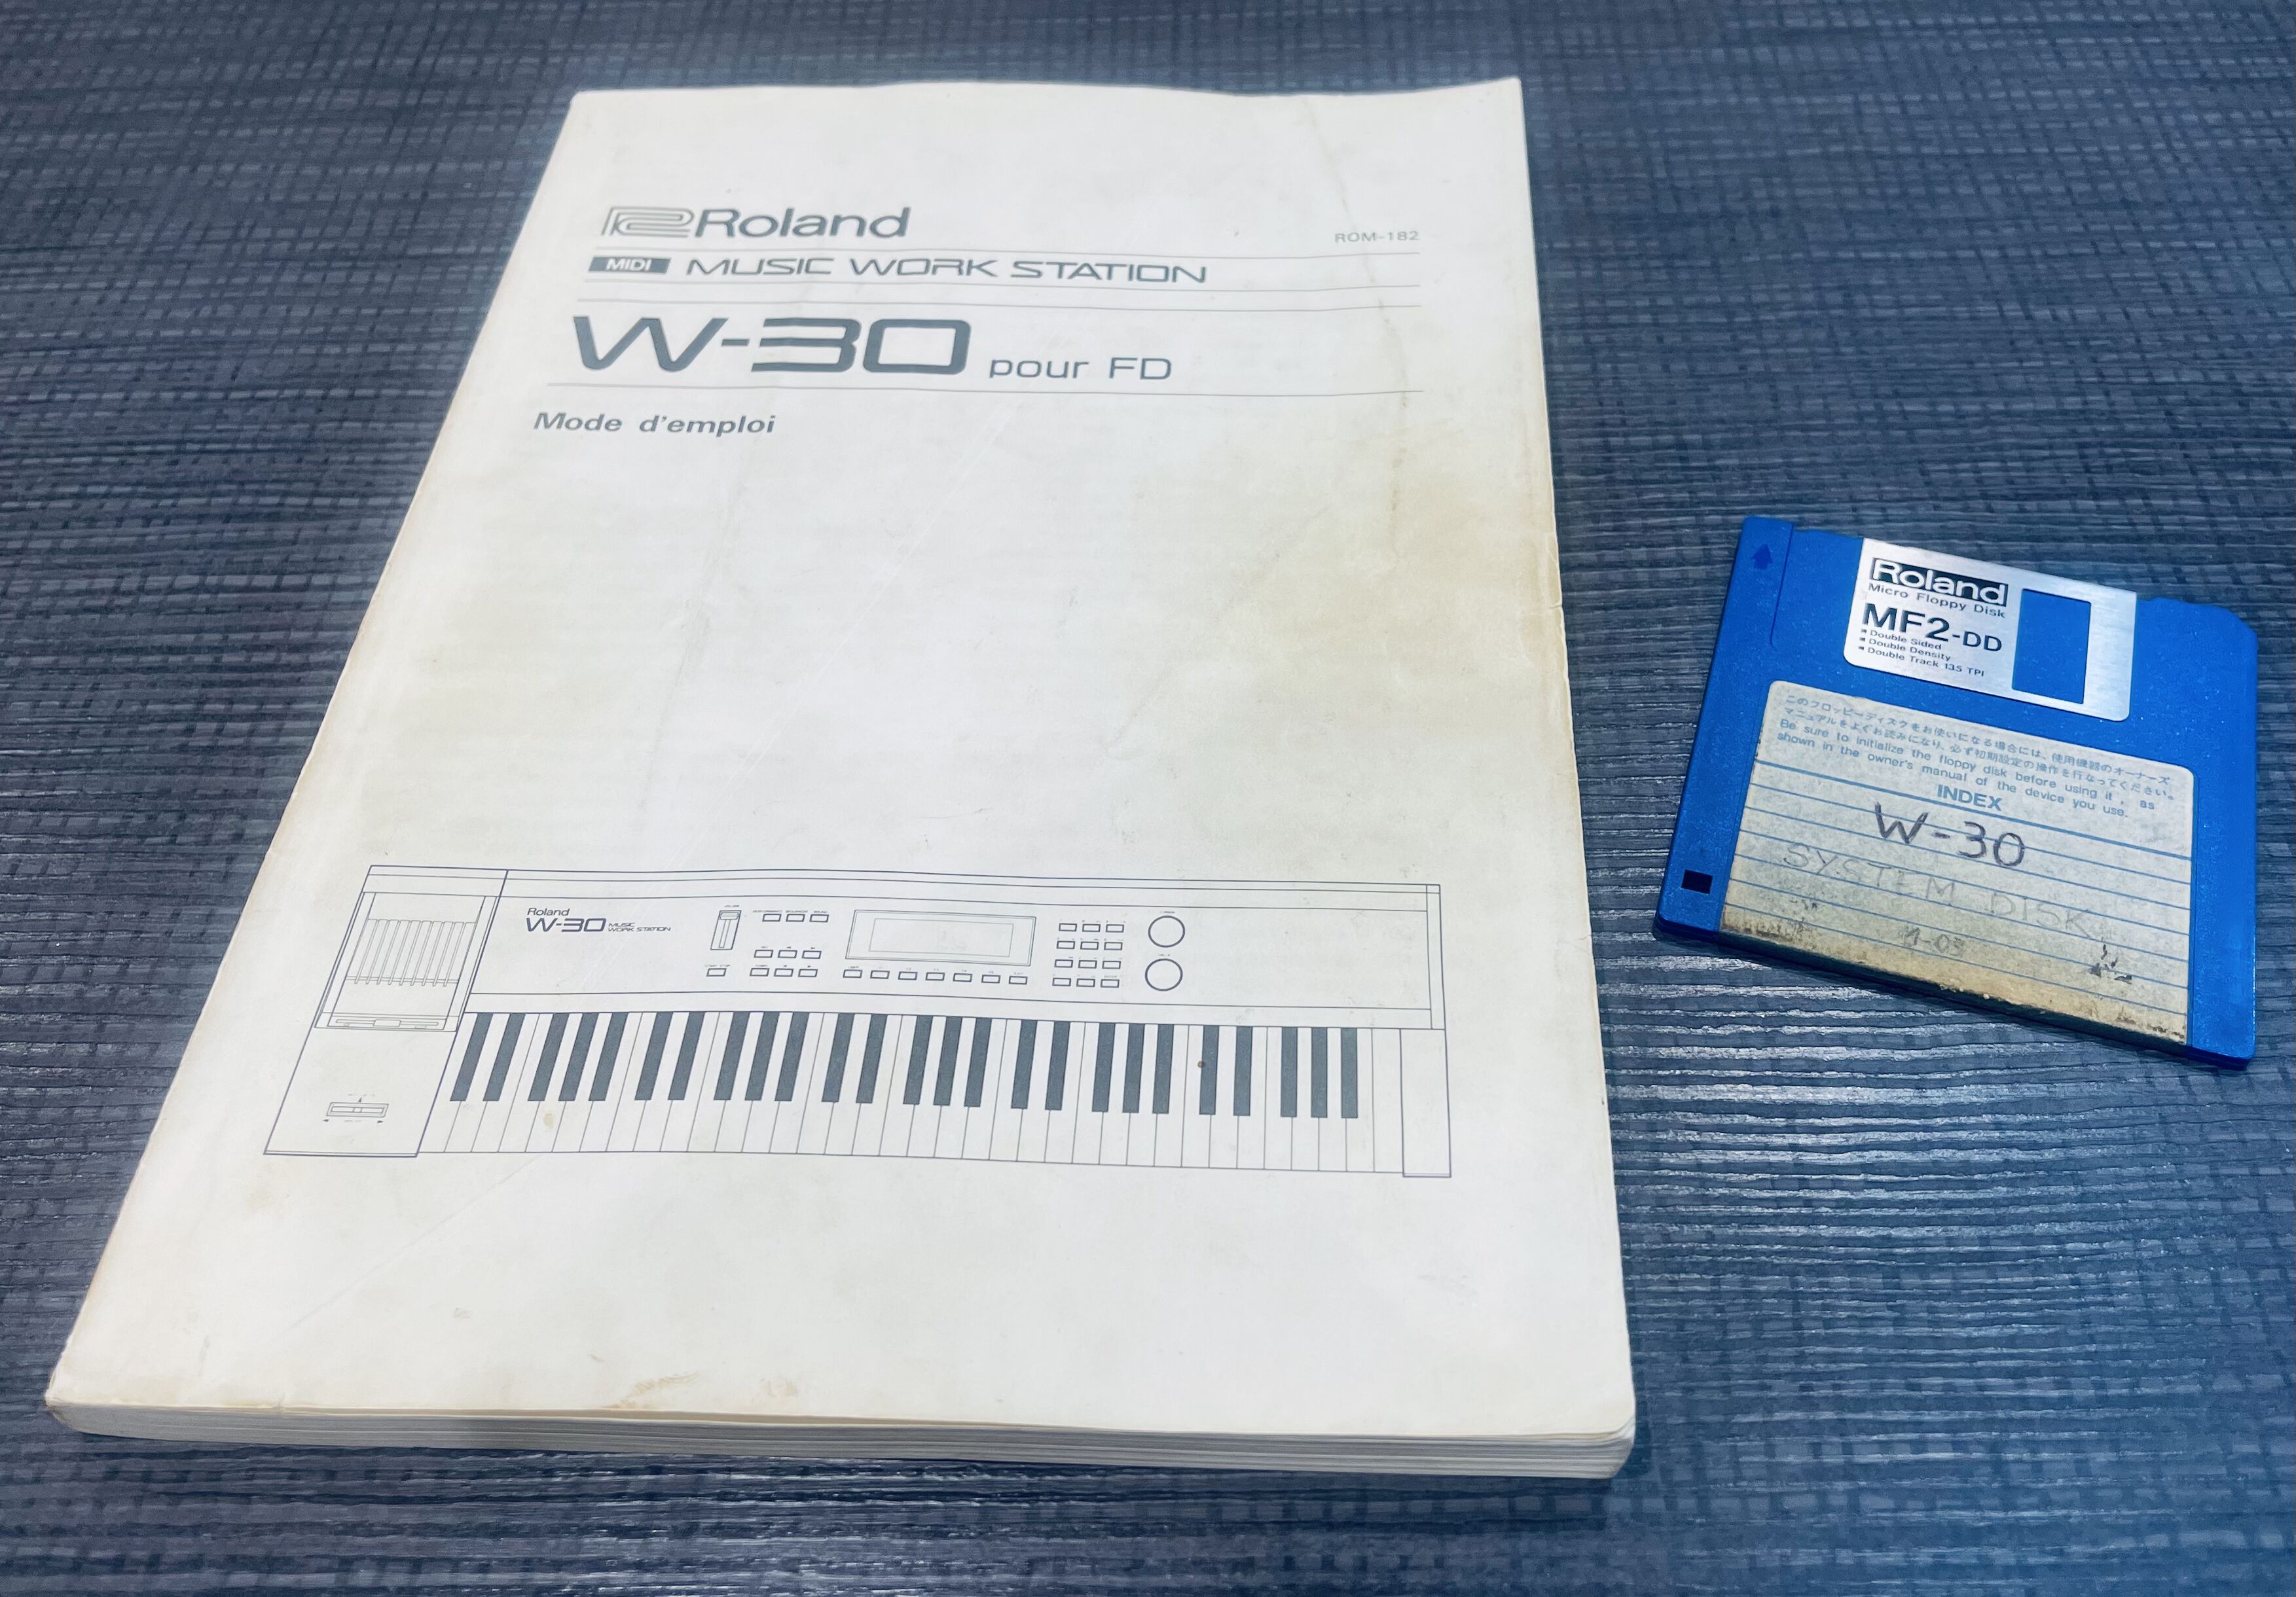 Roland
ROM-182
MIDI MUSIC WORK STATION
W-30 pour FD
Mode d'emploi
Roland
W-30 MUSIC WORK STATION
Roland
Micro Floppy Disk
MF2-DD
Double Sided
Double Density
Double Track 135 TPI
このフロッピーディスクをお使いになる場合には、使用機器のオーナーズ
マニュアルをよくお読みになり、必ず初期設定の操作を行なってください。
Be sure to initialize the floppy disk before using it, as
shown in the owner's manual of the device you use.
INDEX
W-30
SYSTEM DISK